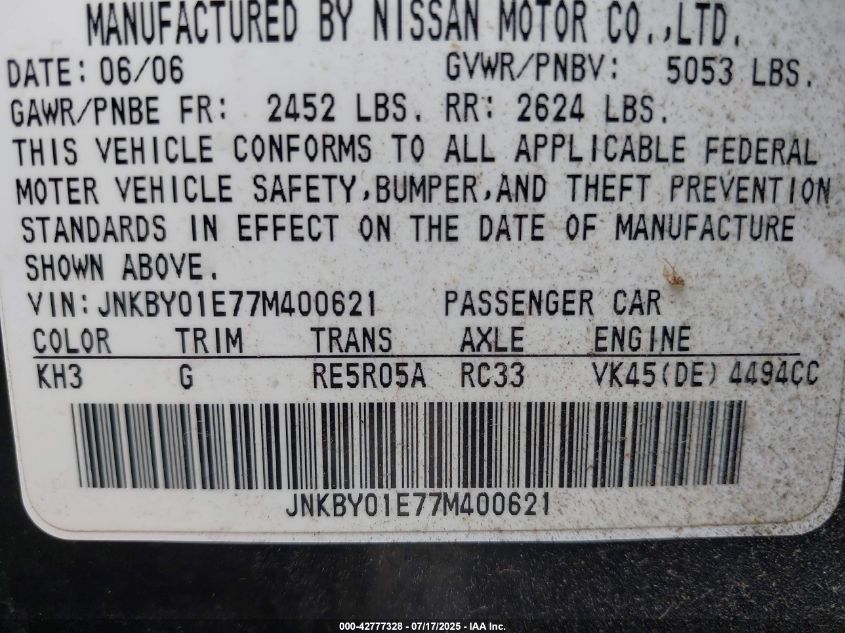 MANUFACTURED BY NISSAN MOTOR CO.,LTD.
DATE: 06/06 GVWR/PNBV: 5053 LBS.
GAWR/PNBE FR: 2452 LBS. RR: 2624 LBS.
THIS VEHICLE CONFORMS TO ALL APPLICABLE FEDERAL
MOTER VEHICLE SAFETY,BUMPER,AND THEFT PREVENTION
STANDARDS IN EFFECT ON THE DATE OF MANUFACTURE
SHOWN ABOVE.
VIN:JNKBY01E77M400621 PASSENGER CAR
COLOR TRIM TRANS AXLE ENGINE
KH3 G RE5R05A RC33 VK45(DE)4494CC
JNKBY01E77M400621
000-42777328 - 07/17/2025 - IAA Inc.